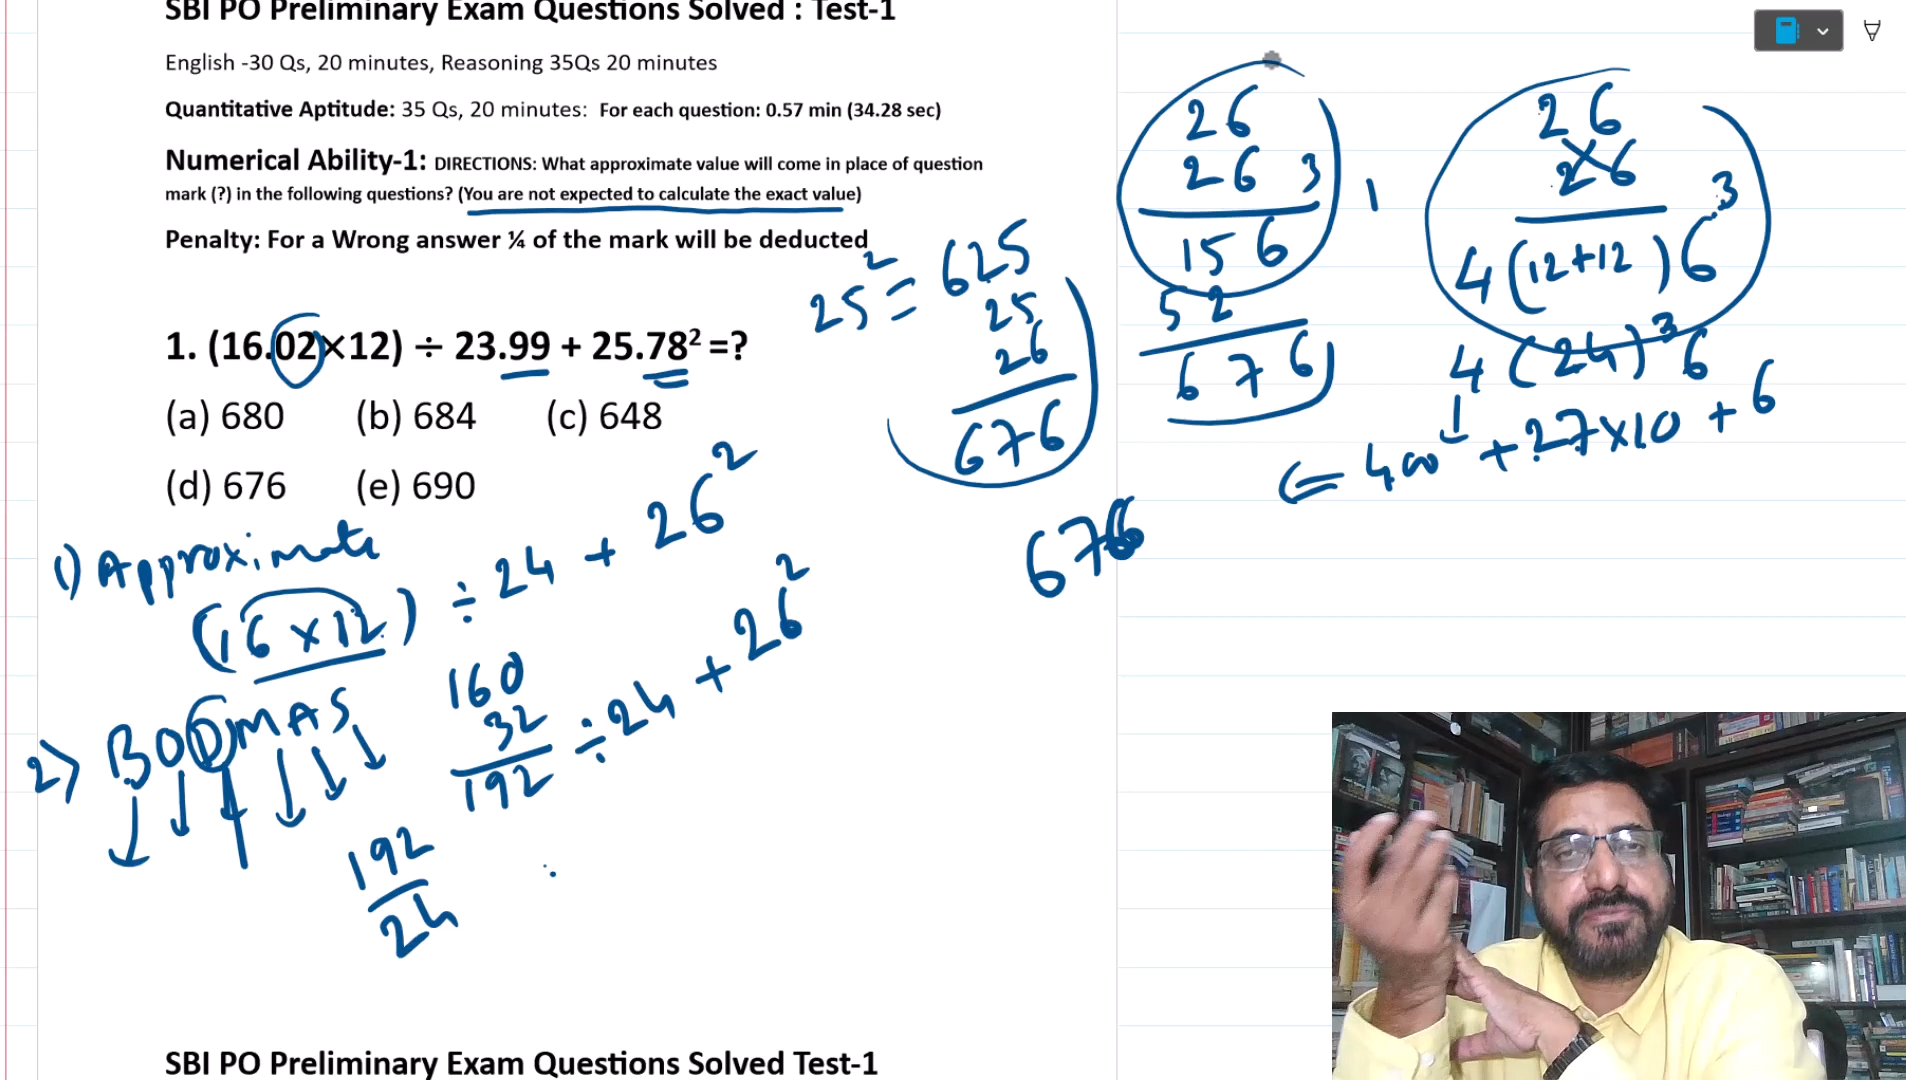 SBI PO Preliminary Exam Questions Solved : Test-1
English -30 Qs, 20 minutes, Reasoning 35Qs 20 minutes
Quantitative Aptitude: 35 Qs, 20 minutes: For each question: 0.57 min (34.28 sec)
Numerical Ability-1: DIRECTIONS: What approximate value will come in place of question
mark (?) in the following questions? (You are not expected to calculate the exact value)
Penalty: For a Wrong answer ¼ of the mark will be deducted
1. (16.02×12) ÷ 23.99 + 25.78² =?
(a) 680 (b) 684 (c) 648
(d) 676 (e) 690
1) Approximate
(16 x 12) ÷ 24 + 26²
2) BODMAS
160
32
192 ÷ 24 + 26²
192
24
25² = 625
25
26
676
26
26 3
156
52
676
26
26
4 (12+12) 6 3
4 (24) 3 6
= 400 + 27x10 + 6
676
SBI PO Preliminary Exam Questions Solved Test-1